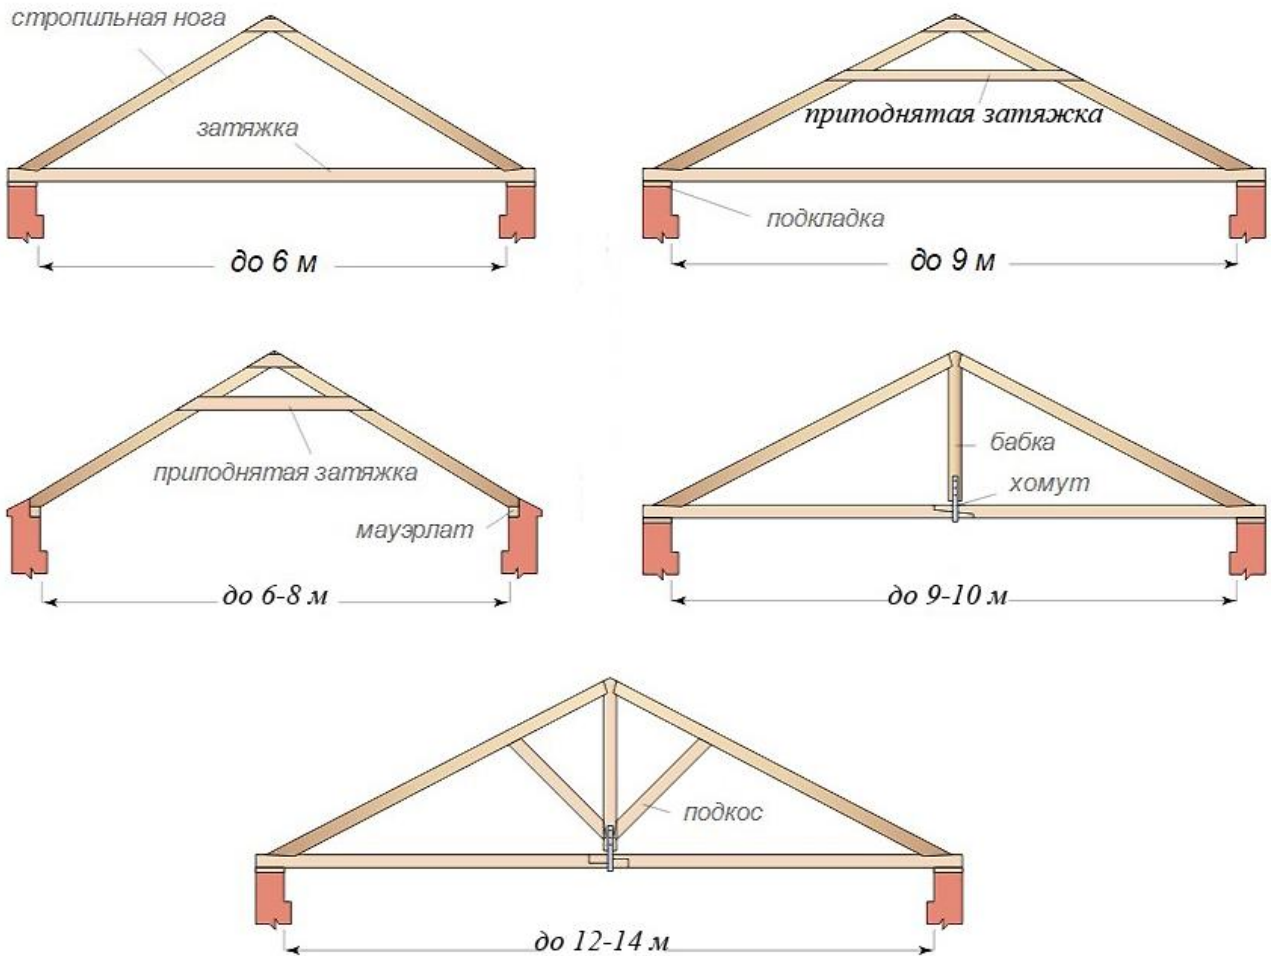 стропильная нога
затяжка
до 6 м
приподнятая затяжка
подкладка
до 9 м
приподнятая затяжка
мауэрлат
до 6-8 м
бабка
хомут
до 9-10 м
подкос
до 12-14 м